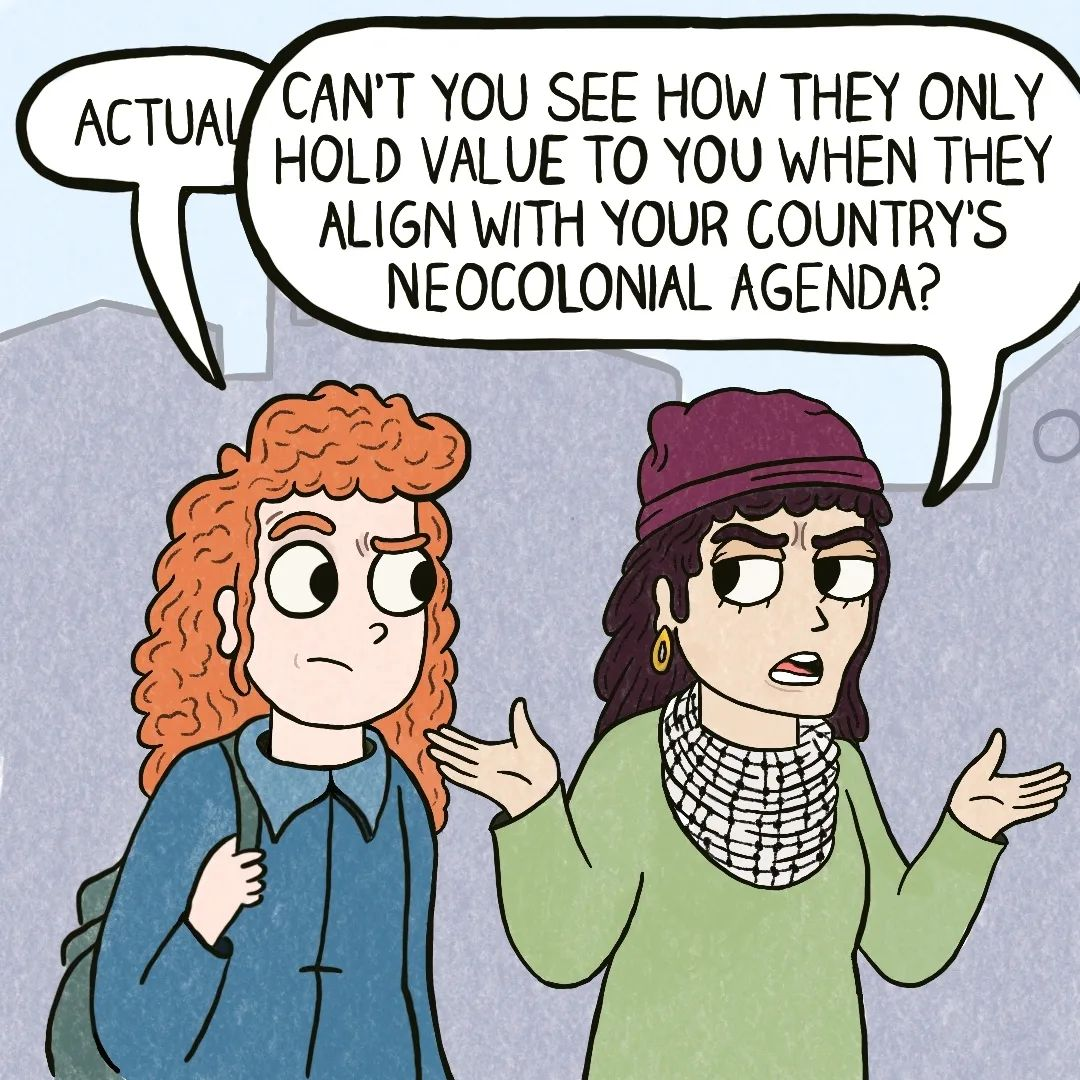 ACTUAL
CAN'T YOU SEE HOW THEY ONLY
HOLD VALUE TO YOU WHEN THEY
ALIGN WITH YOUR COUNTRY'S
NEOCOLONIAL AGENDA?